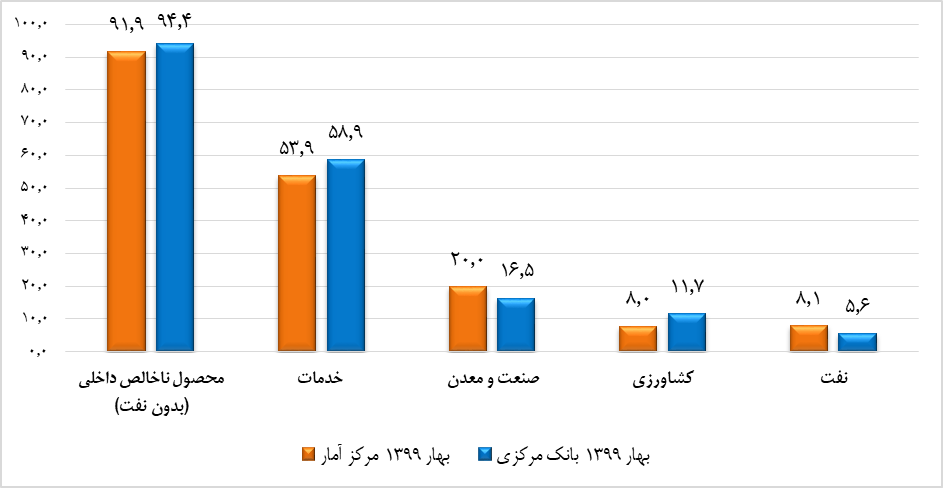 ۱۰۰,۰
۹۰,۰
۸۰,۰
۷۰,۰
۶۰,۰
۵۰,۰
۴۰,۰
۳۰,۰
۲۰,۰
۱۰,۰
۰,۰
۹۱,۹
۹۴,۴
۵۳,۹
۵۸,۹
۲۰,۰
۱۶,۵
۸,۰
۱۱,۷
۸,۱
۵,۶
محصول ناخالص داخلی
(بدون نفت)
خدمات
صنعت و معدن
کشاورزی
نفت
بهار ۱۳۹۹ مرکز آمار
بهار ۱۳۹۹ بانک مرکزی